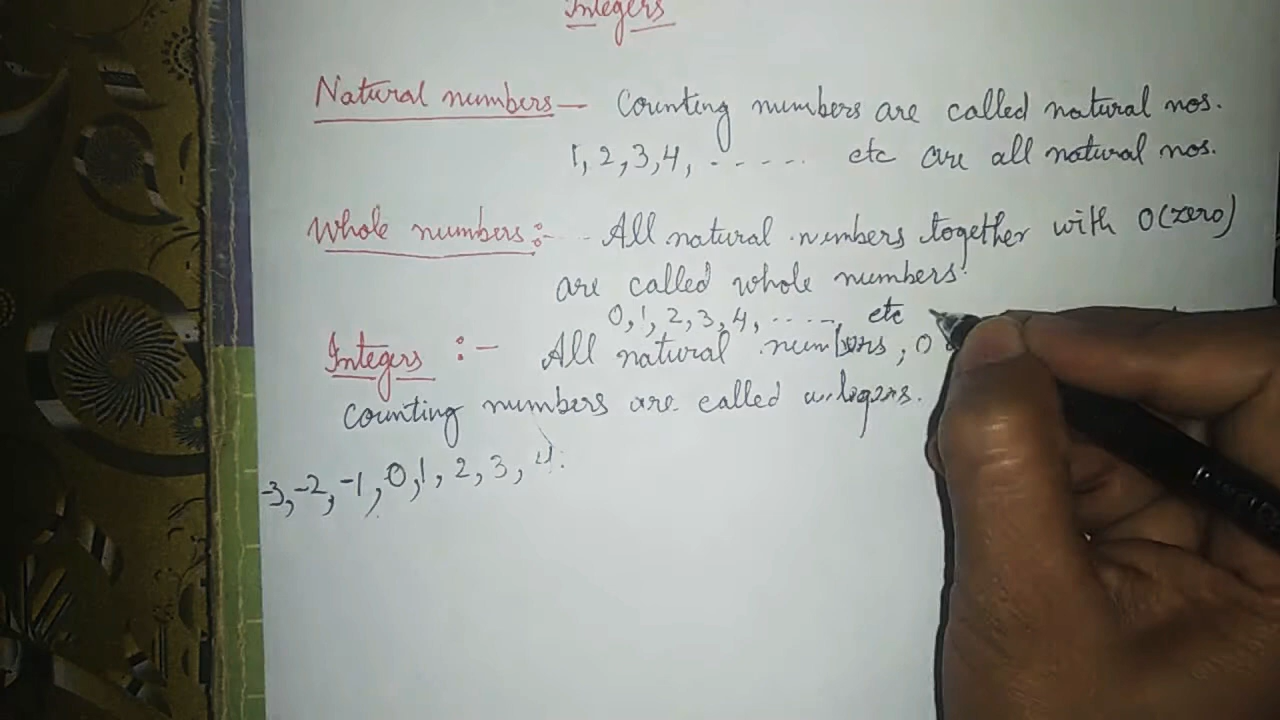 Integers
Natural numbers — Counting numbers are called natural nos.
1, 2, 3, 4, ..... etc are all natural nos.
Whole numbers :- All natural numbers together with 0(zero)
are called whole numbers.
0, 1, 2, 3, 4, ....., etc
Integers :- All natural numbers, 0
Counting numbers are called
-3, -2, -1, 0, 1, 2, 3, 4